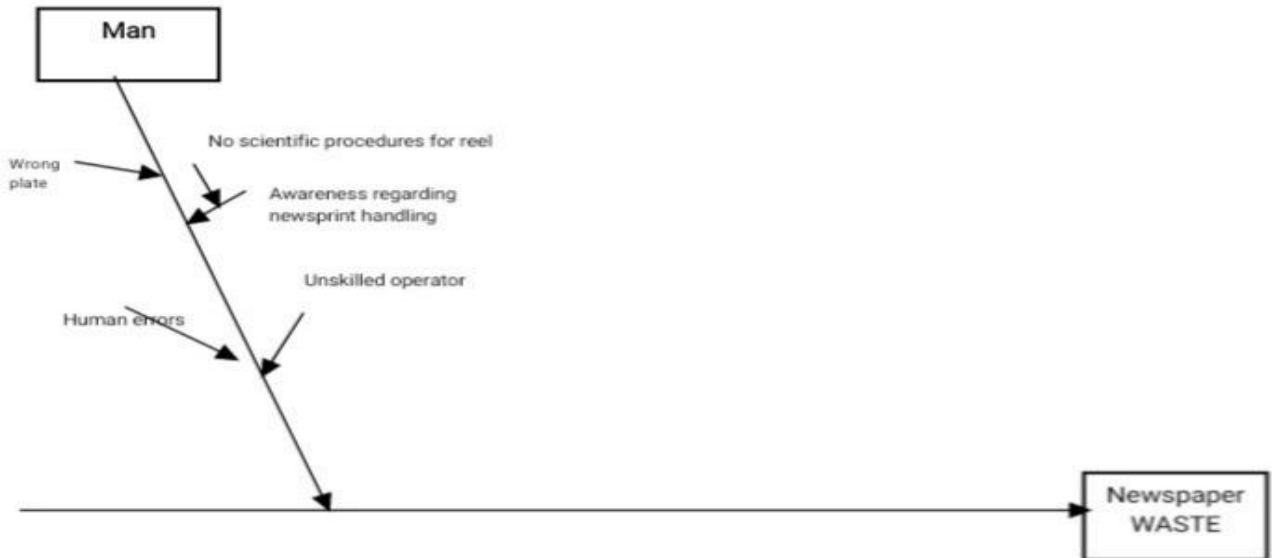 Man
No scientific procedures for reel
Wrong
plate
Awareness regarding
newsprint handling
Unskilled operator
Human errors
Newspaper
WASTE